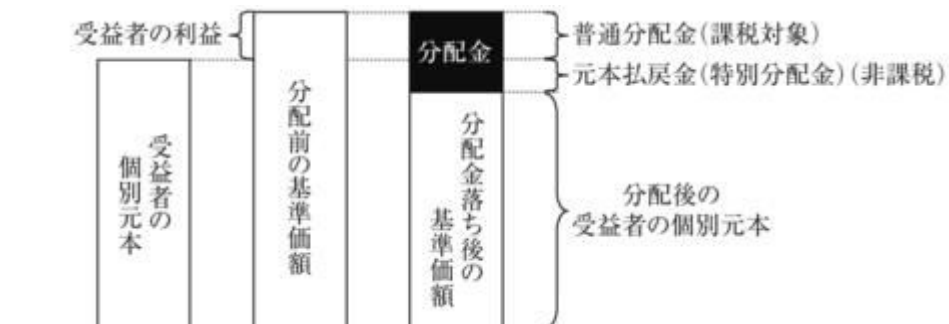 受益者の利益
分配金
普通分配金(課税対象)
元本払戻金(特別分配金)(非課税)
受益者の
個別元本
分配前の基準価額
分配金落ち後の
基準価額
分配後の
受益者の個別元本